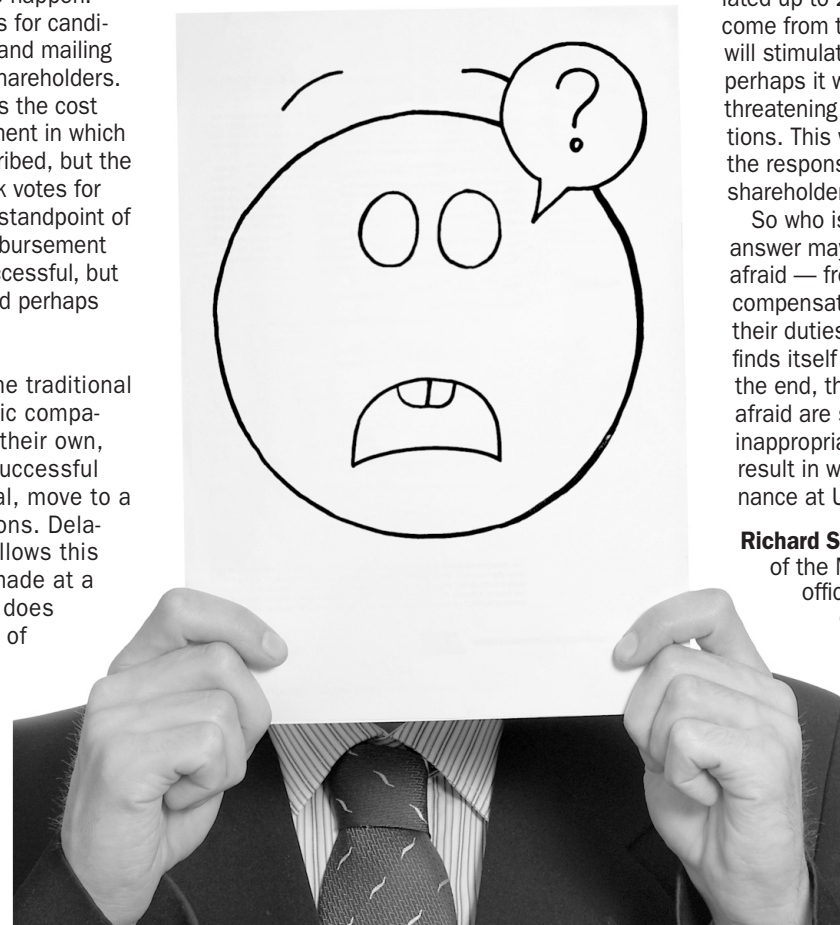 happen.
s for candi-
and mailing
hareholders.
s the cost
ment in which
ribed, but the
k votes for
standpoint of
bursement
cessful, but
d perhaps
he traditional
ic compa-
their own,
uccessful
al, move to a
ons. Dela-
llows this
made at a
does
of
?
lated up to
come from t
will stimulat
perhaps it w
threatening
tions. This
the respons
shareholder
So who is
answer may
afraid — fr
compensat
their duties
finds itself
the end, th
afraid are s
inappropria
result in w
nance at U
Richard S
of the
offic